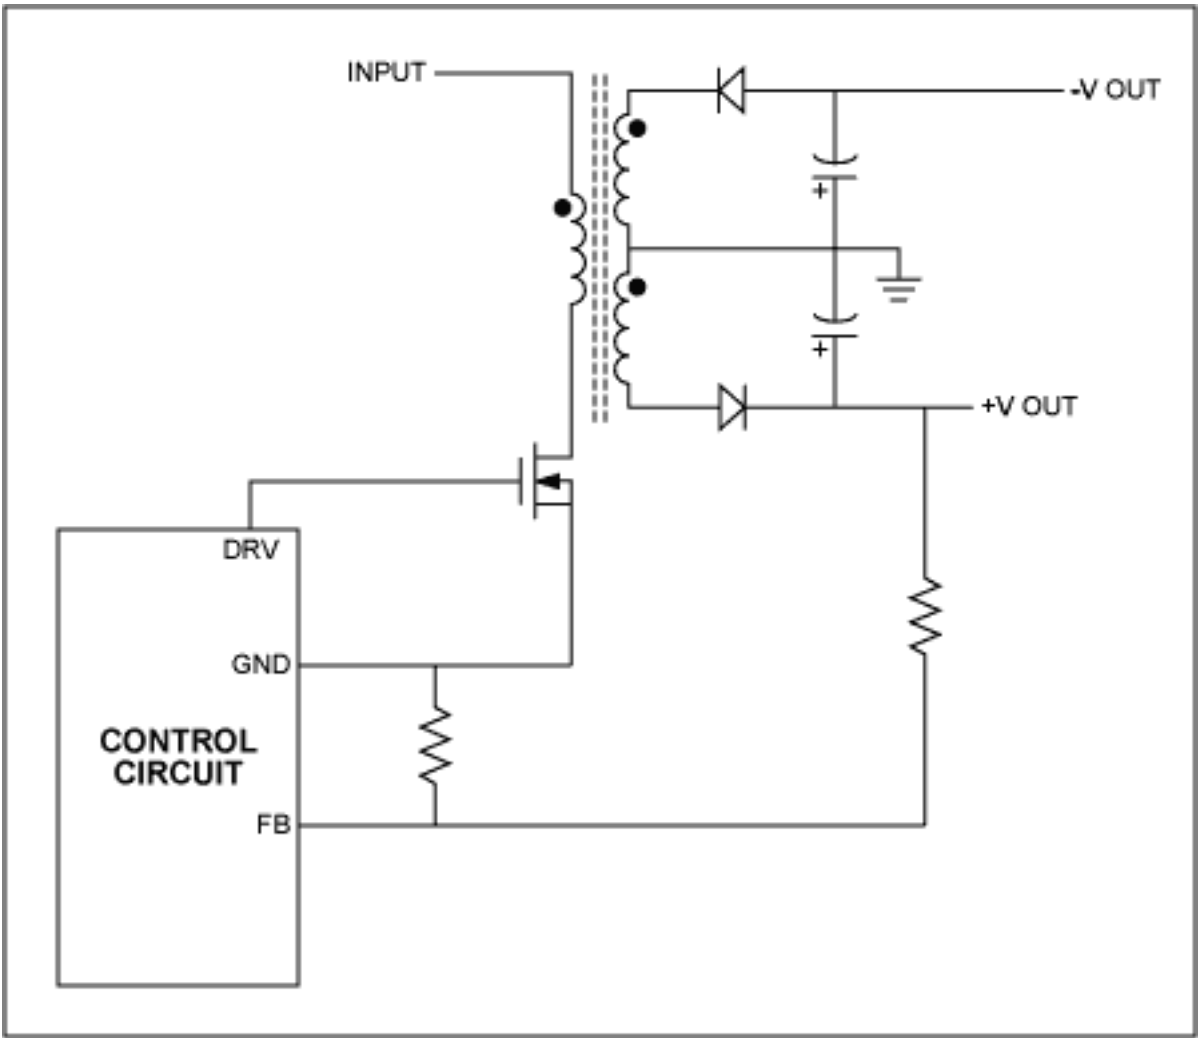 INPUT
-V OUT
+
+
+V OUT
DRV
GND
CONTROL
CIRCUIT
FB